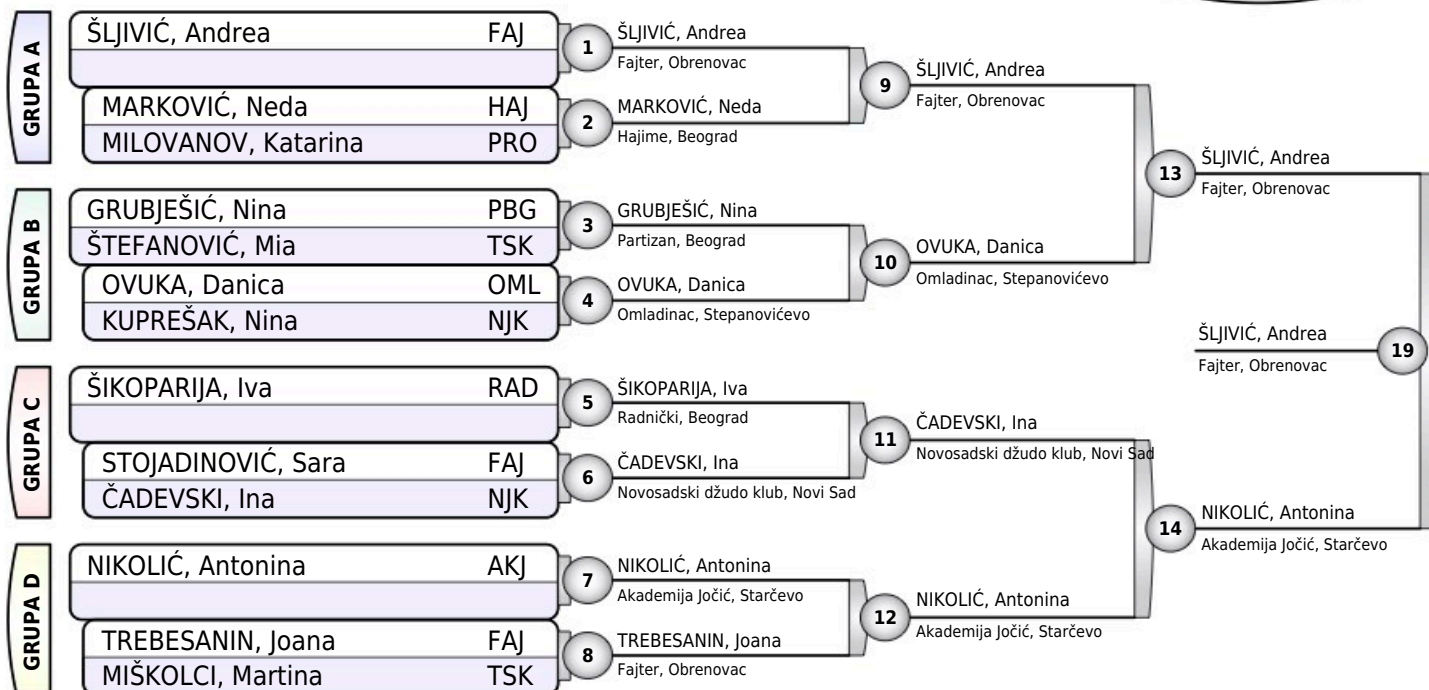 GRUPA A
ŠLJIVIĆ, Andrea FAJ
MARKOVIĆ, Neda HAJ
MILOVANOV, Katarina PRO
GRUPA B
GRUBJEŠIĆ, Nina PBG
ŠTEFANOVIĆ, Mia TSK
OVUKA, Danica OML
KUPREŠAK, Nina NJK
GRUPA C
ŠIKOPARIJA, Iva RAD
STOJADINOVIĆ, Sara FAJ
ČADEVSKI, Ina NJK
GRUPA D
NIKOLIĆ, Antonina AKJ
TREBESANIN, Joana FAJ
MIŠKOLCI, Martina TSK
1 ŠLJIVIĆ, Andrea
Fajter, Obrenovac
2 MARKOVIĆ, Neda
Hajime, Beograd
3 GRUBJEŠIĆ, Nina
Partizan, Beograd
4 OVUKA, Danica
Omladinac, Stepanovićevo
5 ŠIKOPARIJA, Iva
Radnički, Beograd
6 ČADEVSKI, Ina
Novosadski džudo klub, Novi Sad
7 NIKOLIĆ, Antonina
Akademija Jočić, Starčevo
8 TREBESANIN, Joana
Fajter, Obrenovac
9 ŠLJIVIĆ, Andrea
Fajter, Obrenovac
10 OVUKA, Danica
Omladinac, Stepanovićevo
11 ČADEVSKI, Ina
Novosadski džudo klub, Novi Sad
12 NIKOLIĆ, Antonina
Akademija Jočić, Starčevo
13 ŠLJIVIĆ, Andrea
Fajter, Obrenovac
14 NIKOLIĆ, Antonina
Akademija Jočić, Starčevo
ŠLJIVIĆ, Andrea 19
Fajter, Obrenovac